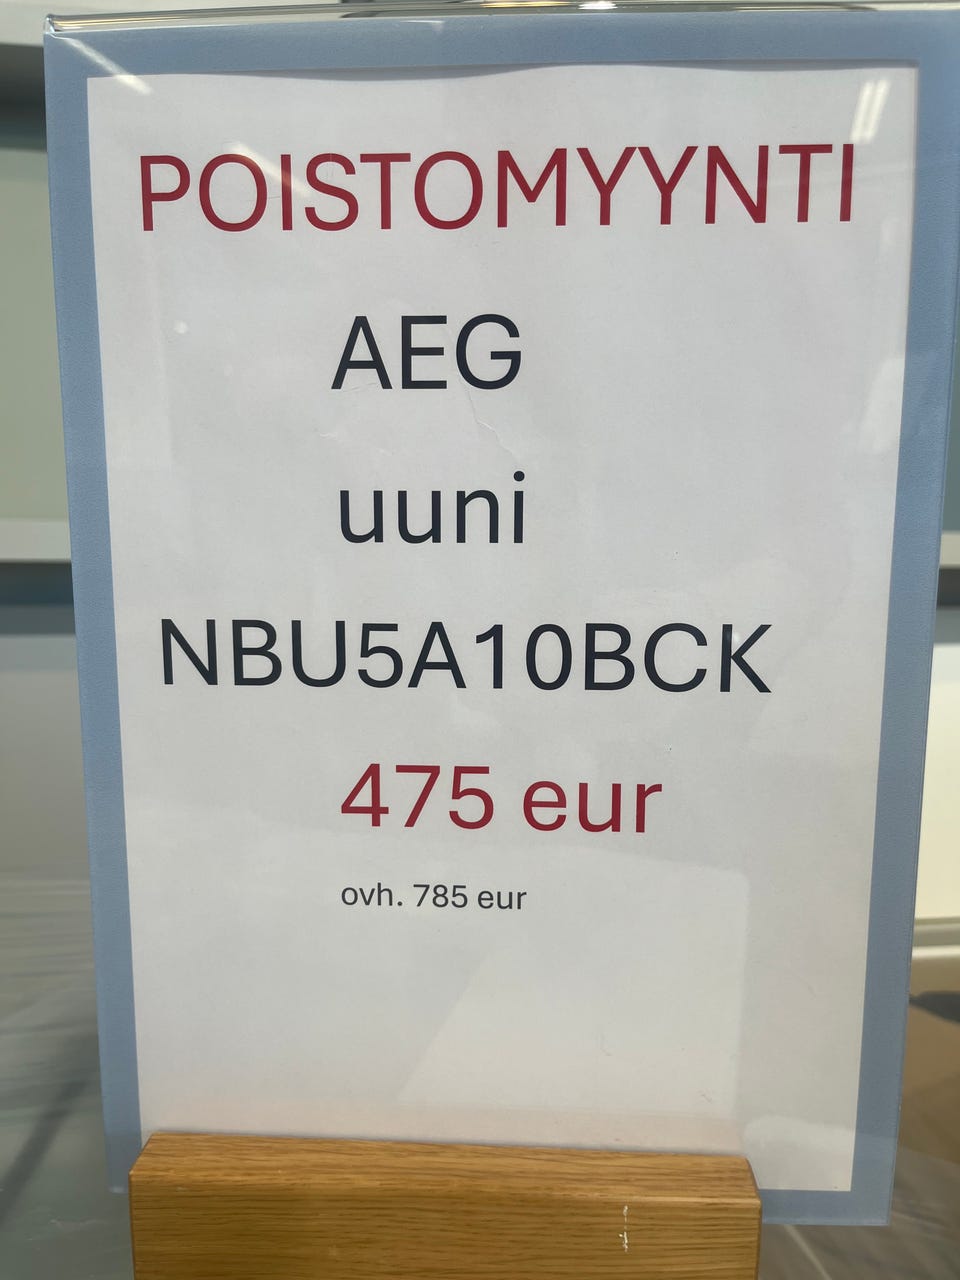 POISTOMYYNTI
AEG
uuni
NBU5A10BCK
475 eur
ovh. 785 eur